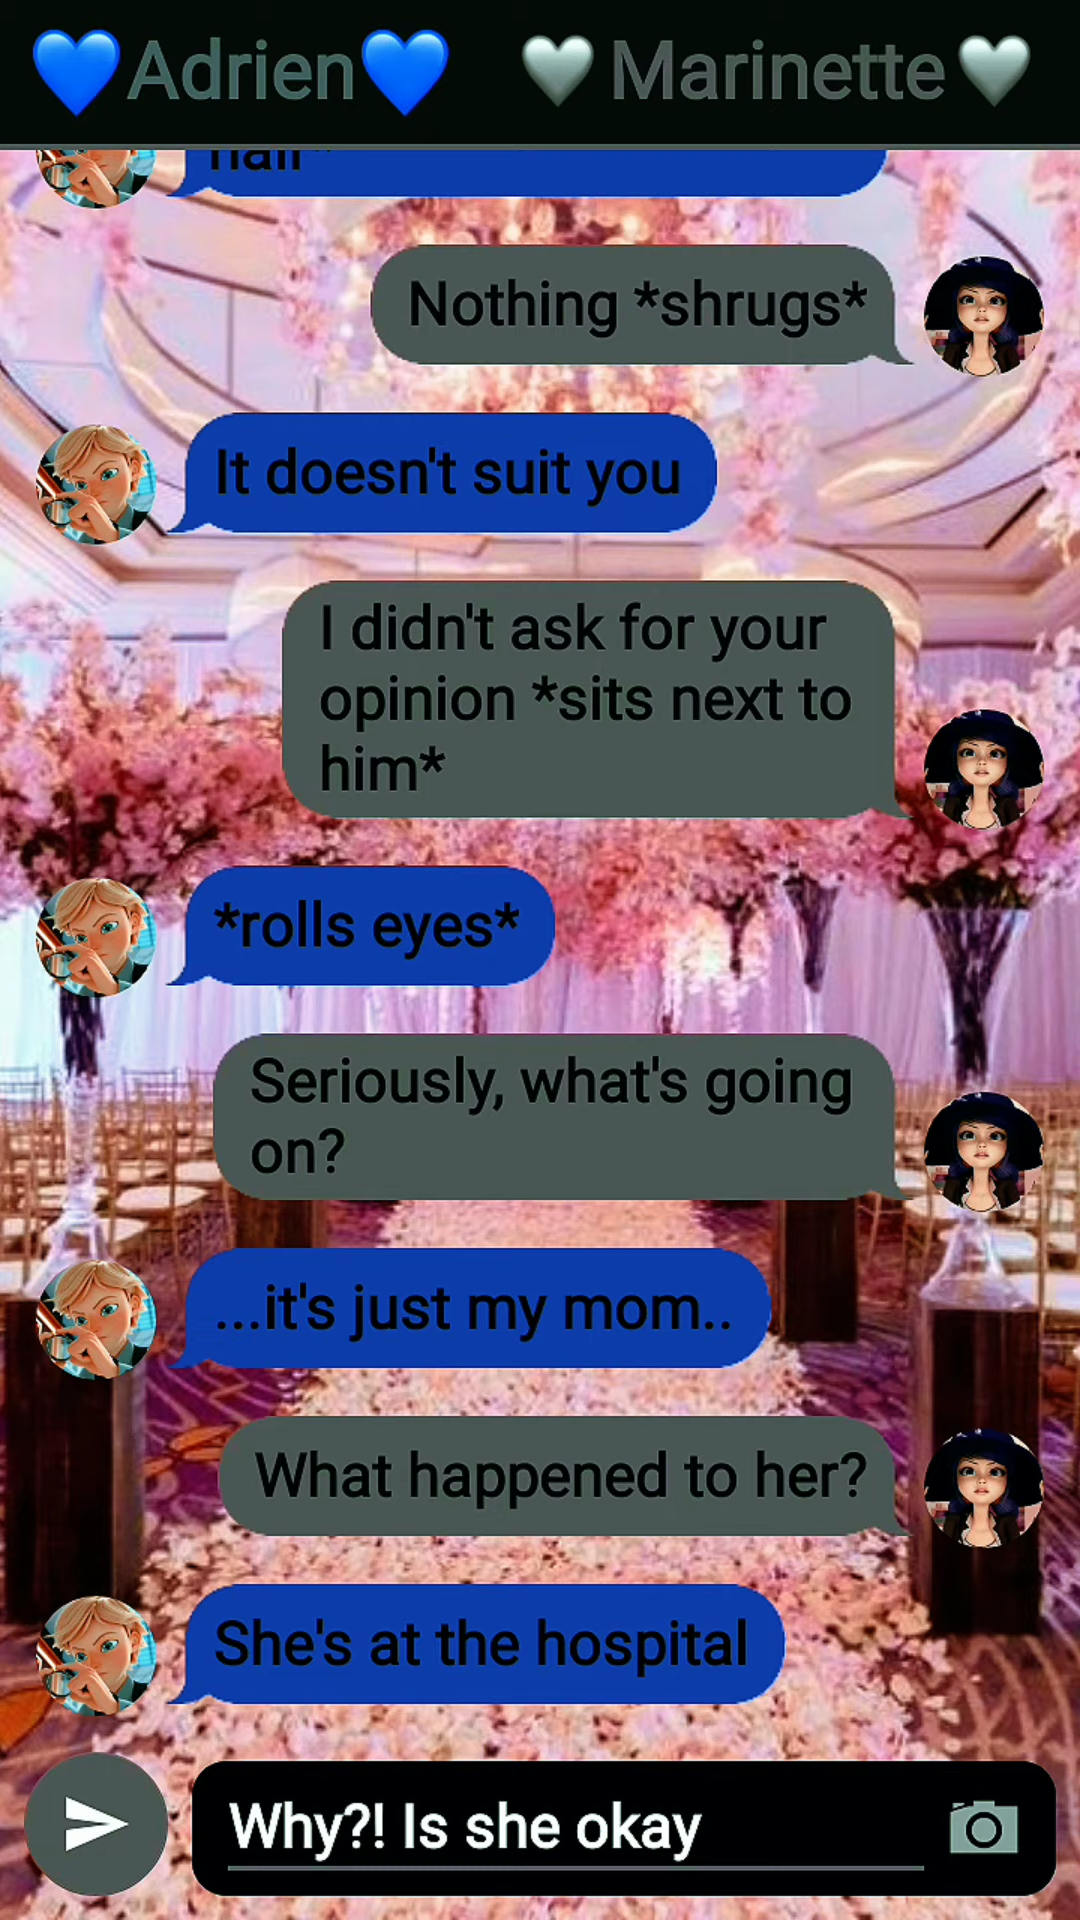 💙Adrien💙 🤍Marinette🤍
hair*
Nothing *shrugs*
It doesn't suit you
I didn't ask for your
opinion *sits next to
him*
*rolls eyes*
Seriously, what's going
on?
...it's just my mom..
What happened to her?
She's at the hospital
Why?! Is she okay